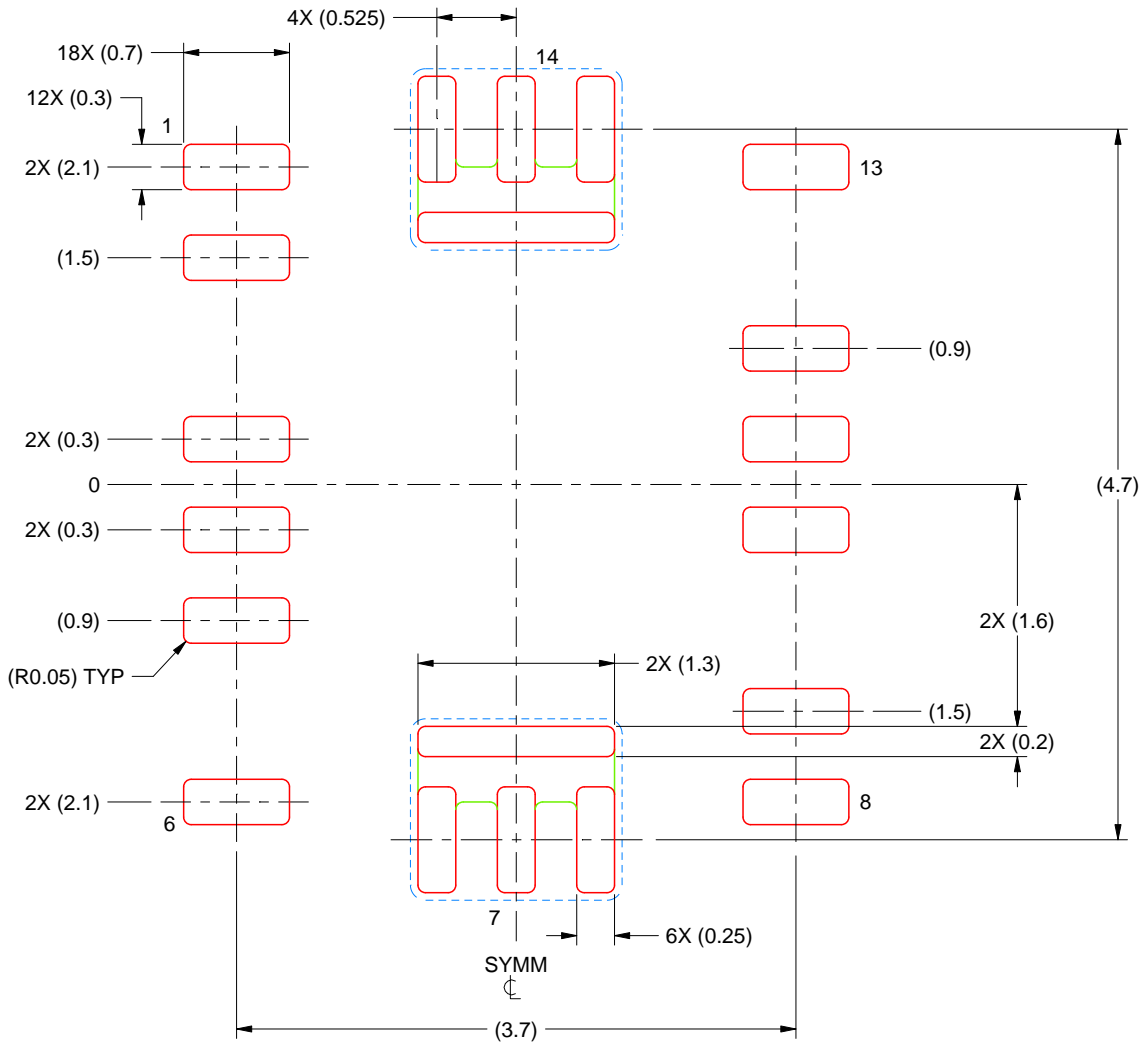 4X (0.525)
18X (0.7)
14
12X (0.3)
1
2X (2.1)
13
(1.5)
(0.9)
2X (0.3)
0
(4.7)
2X (0.3)
(0.9)
2X (1.6)
2X (1.3)
(R0.05) TYP
(1.5)
2X (0.2)
2X (2.1)
8
6
7
6X (0.25)
SYMM
℄
(3.7)